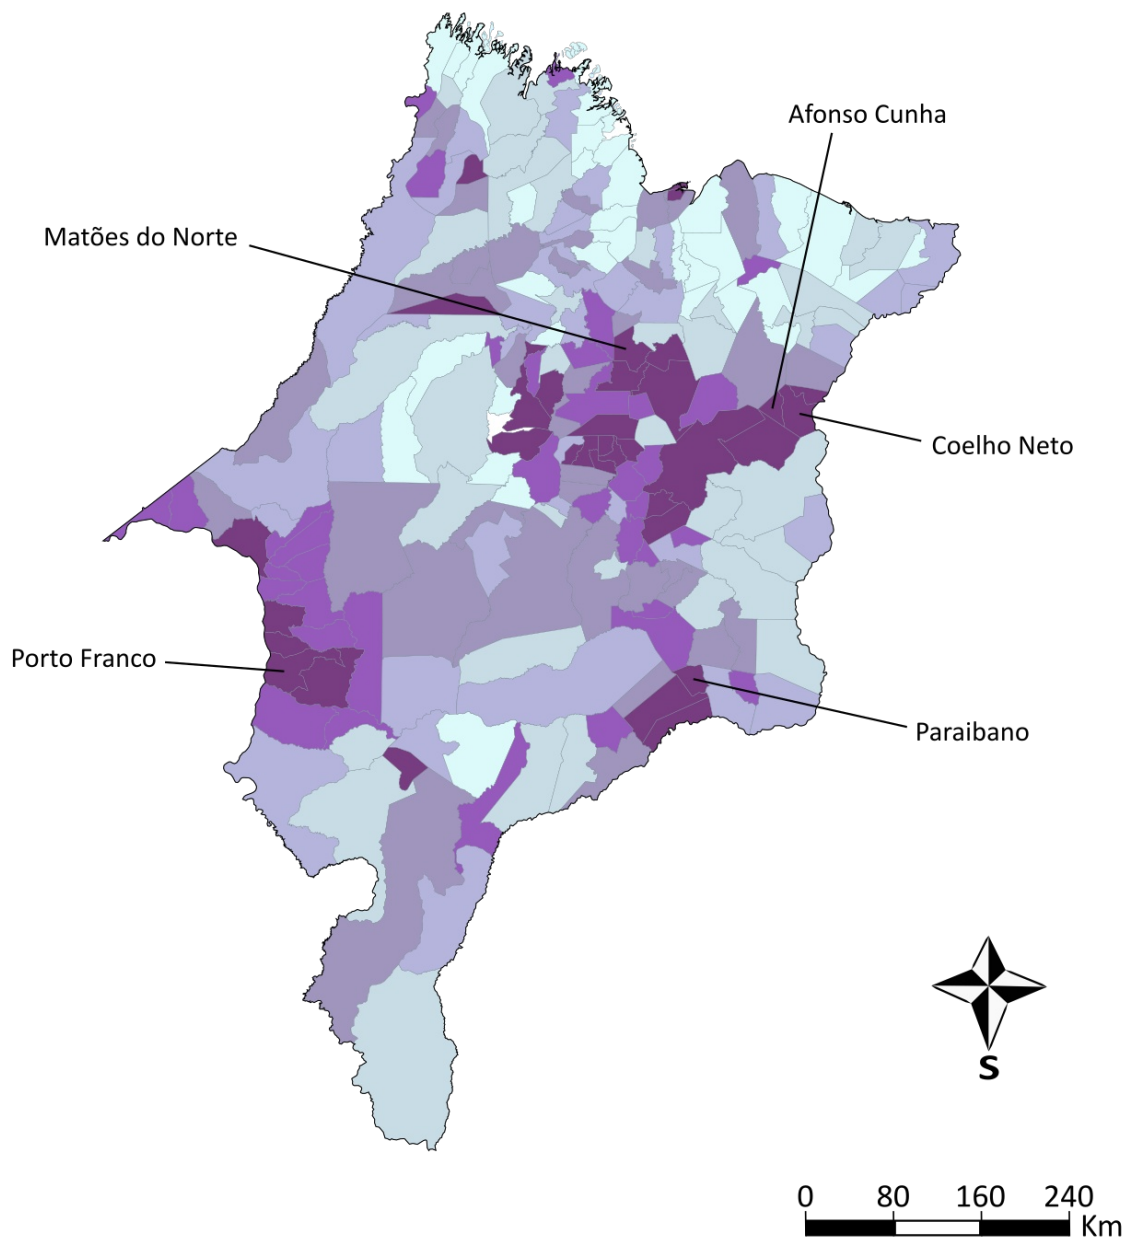 Afonso Cunha
Matões do Norte
Coelho Neto
Porto Franco
Paraibano
S
0 80 160 240
Km